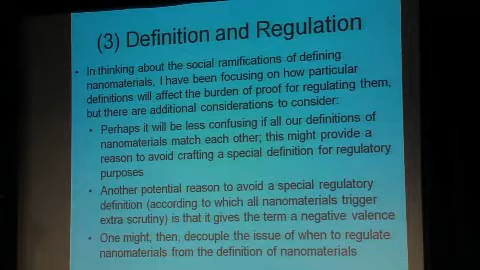 (3) Definition and Regulation
• In thinking about the social ramifications of defining
nanomaterials, I have been focusing on how particular
definitions will affect the burden of proof for regulating them,
but there are additional considerations to consider:
• Perhaps it will be less confusing if all our definitions of
nanomaterials match each other; this might provide a
reason to avoid crafting a special definition for regulatory
purposes
• Another potential reason to avoid a special regulatory
definition (according to which all nanomaterials trigger
extra scrutiny) is that it gives the term a negative valence
• One might, then, decouple the issue of when to regulate
nanomaterials from the definition of nanomaterials